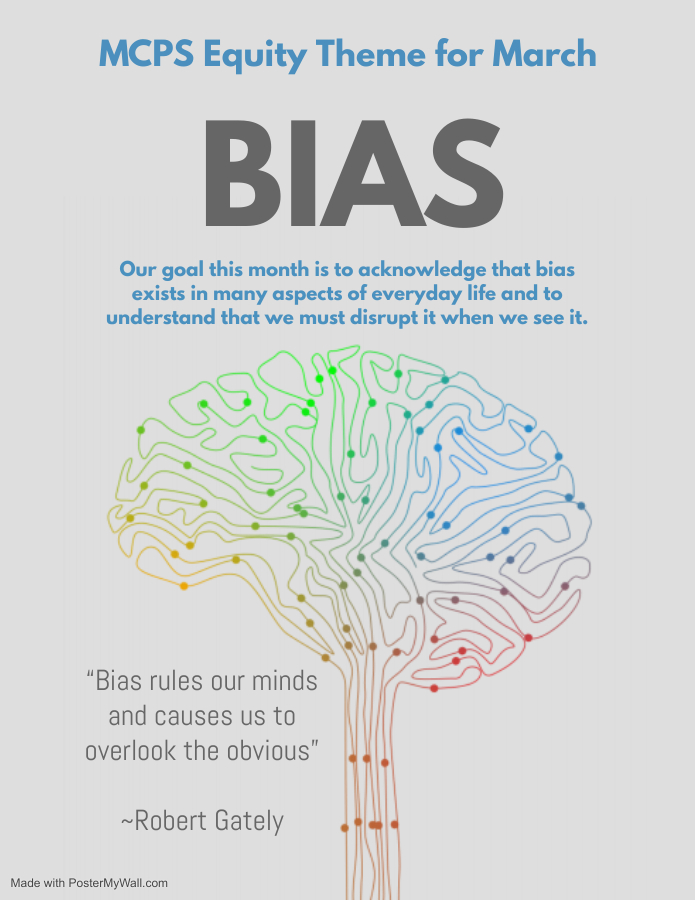 MCPS Equity Theme for March
BIAS
Our goal this month is to acknowledge that bias
exists in many aspects of everyday life and to
understand that we must disrupt it when we see it.
“Bias rules our minds
and causes us to
overlook the obvious”
~Robert Gately
Made with PosterMyWall.com